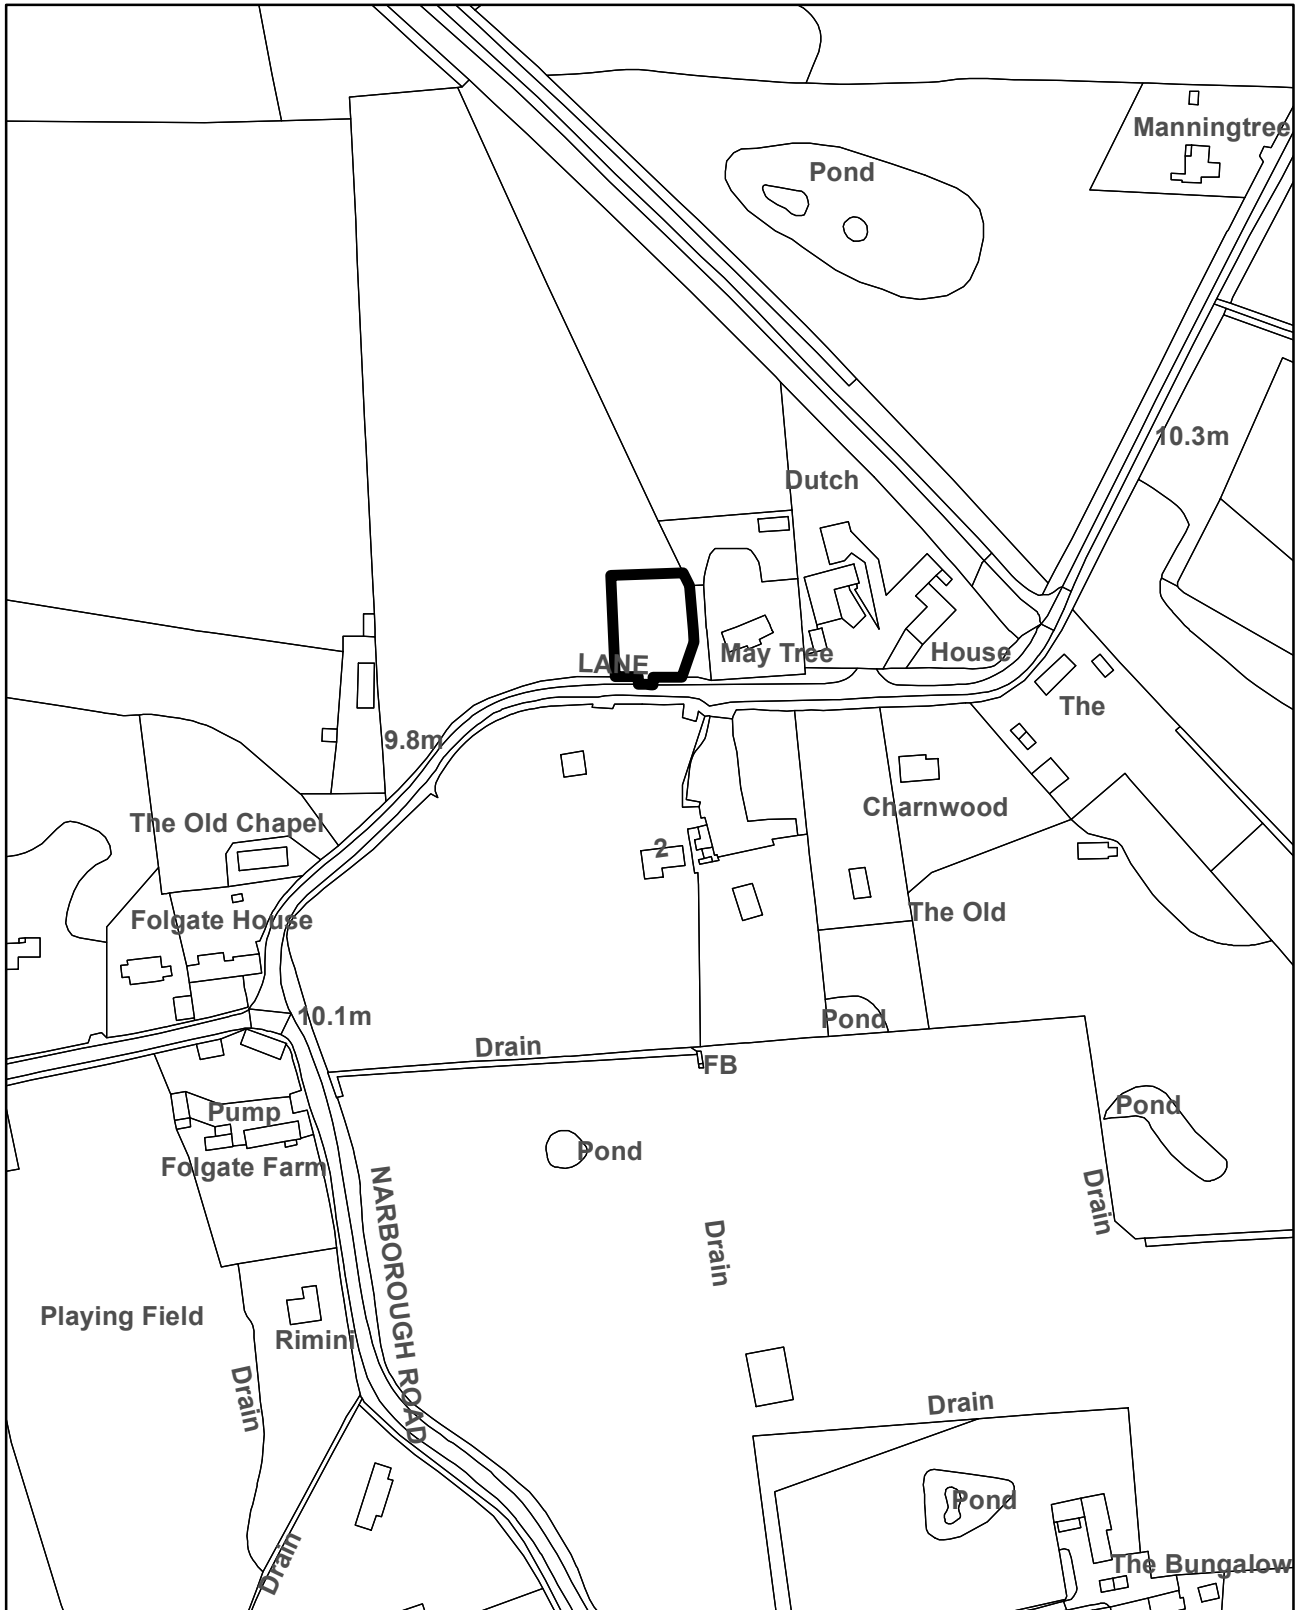 Manningtree
Pond
10.3m
Dutch
LANE
May Tree
House
The
9.8m
The Old Chapel
Charnwood
2
Folgate House
The Old
10.1m
Pond
Drain
FB
Pump
Pond
Pond
Folgate Farm
NARBOROUGH ROAD
Drain
Drain
Playing Field
Rimini
Drain
Drain
Pond
Drain
The Bungalow